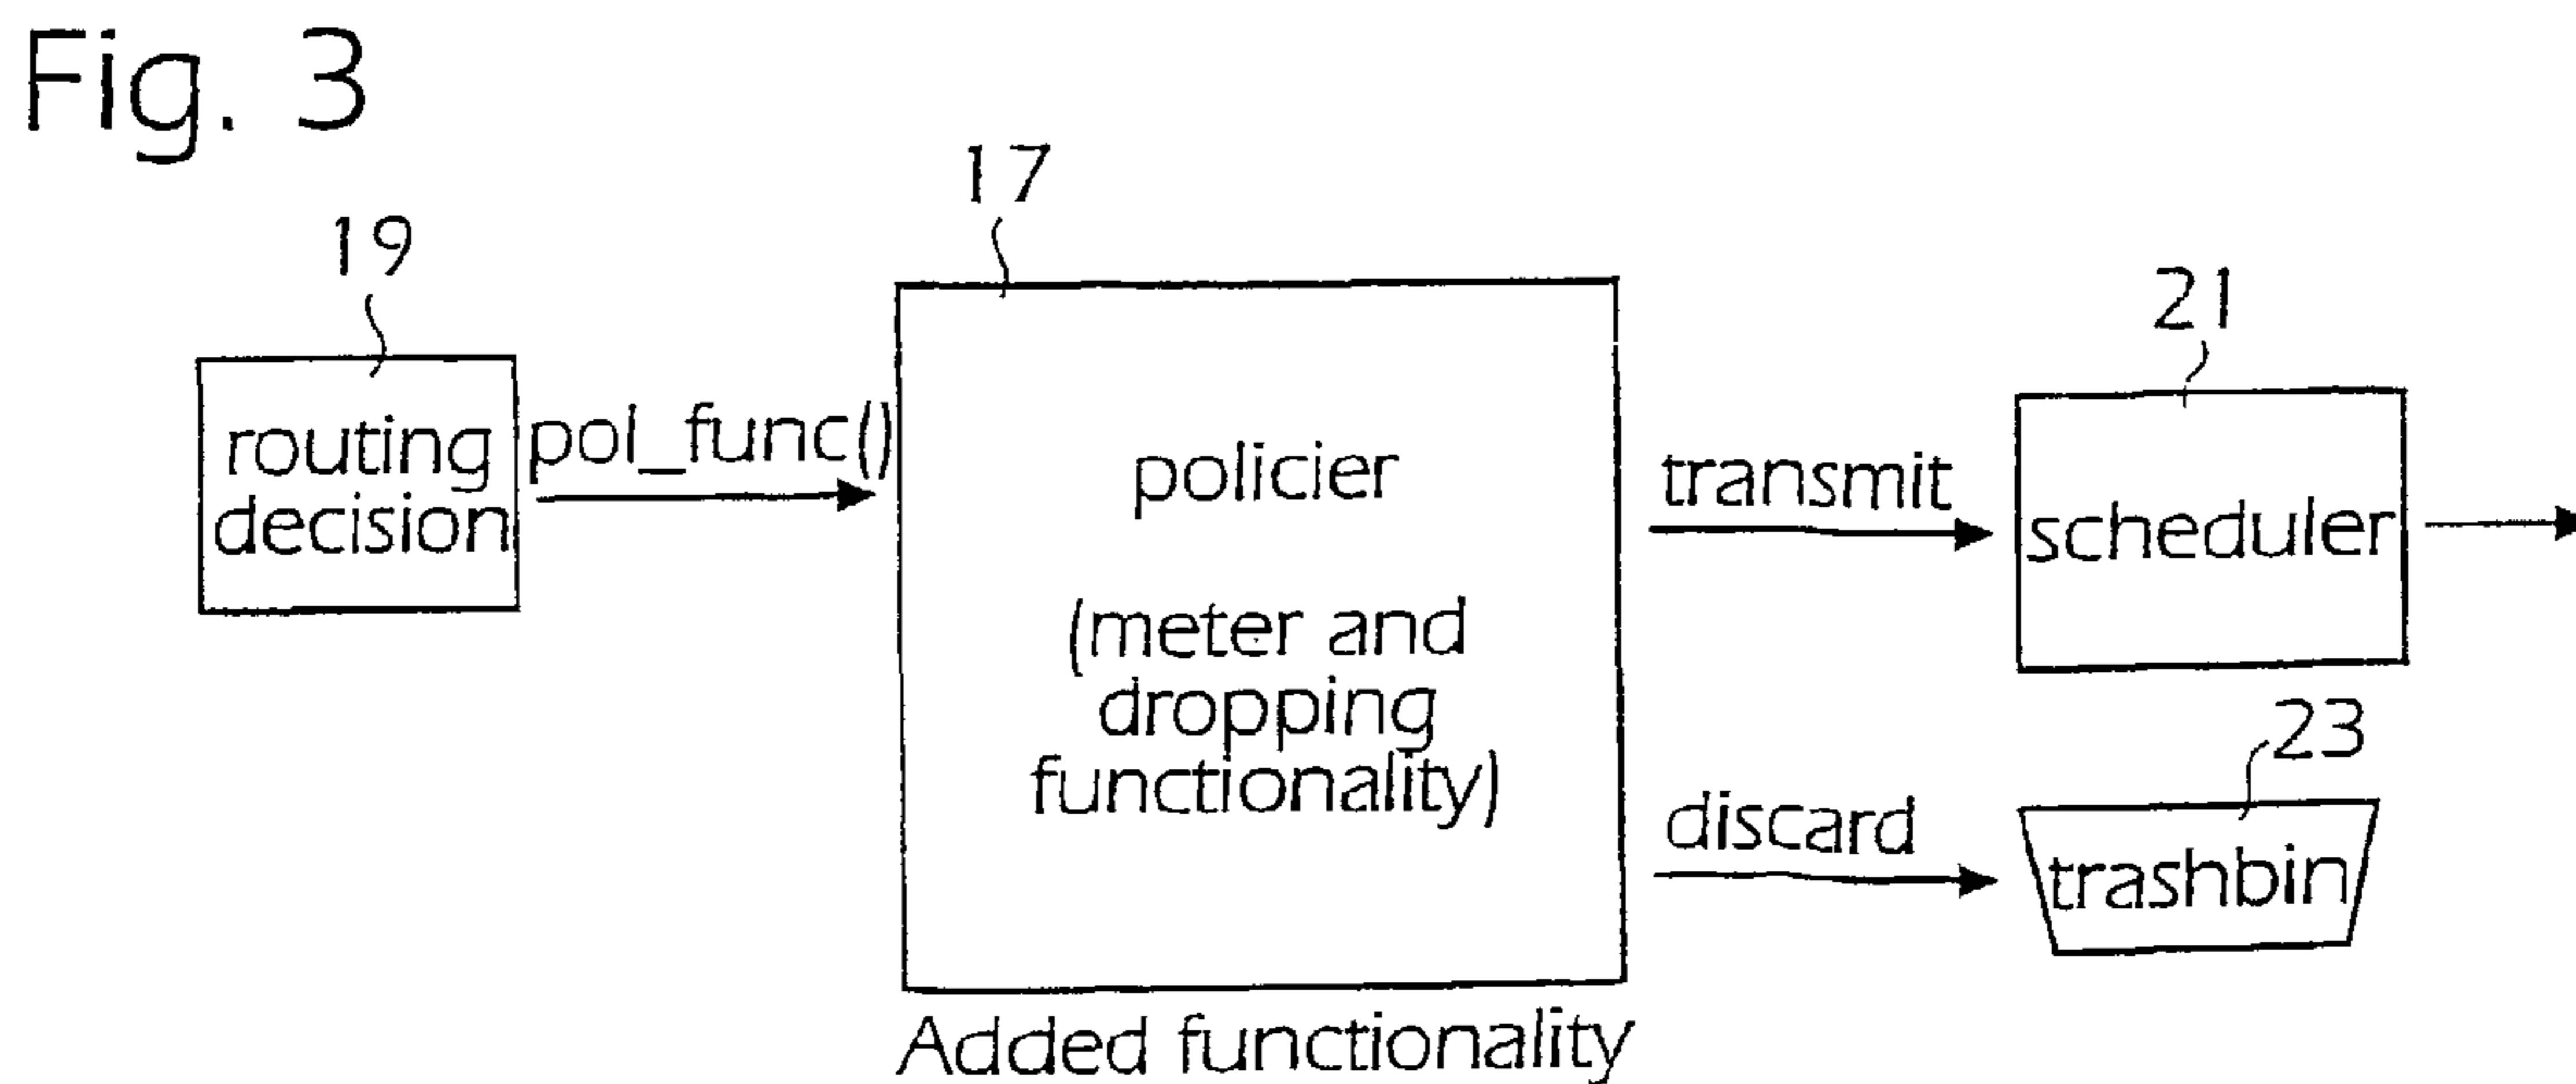 Fig. 3
19
routing
decision
pol_func()
17
policier
(meter and
dropping
functionality)
Added functionality
transmit
21
scheduler
discard
23
trashbin